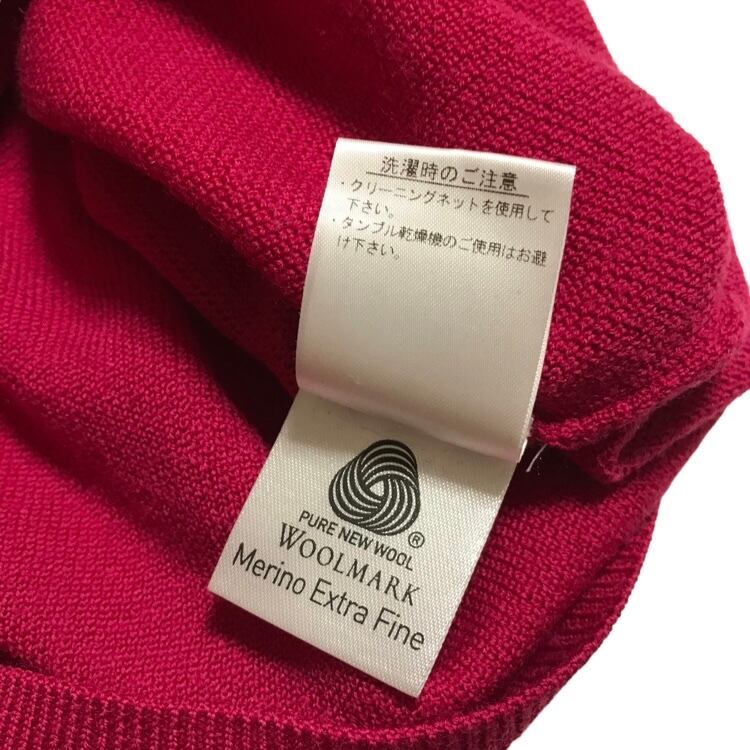 洗濯時のご注意
・クリーニングネットを使用して
下さい。
・タンブル乾燥機のご使用はお避
け下さい。
PURE NEW WOOL ®
WOOLMARK
Merino Extra Fine